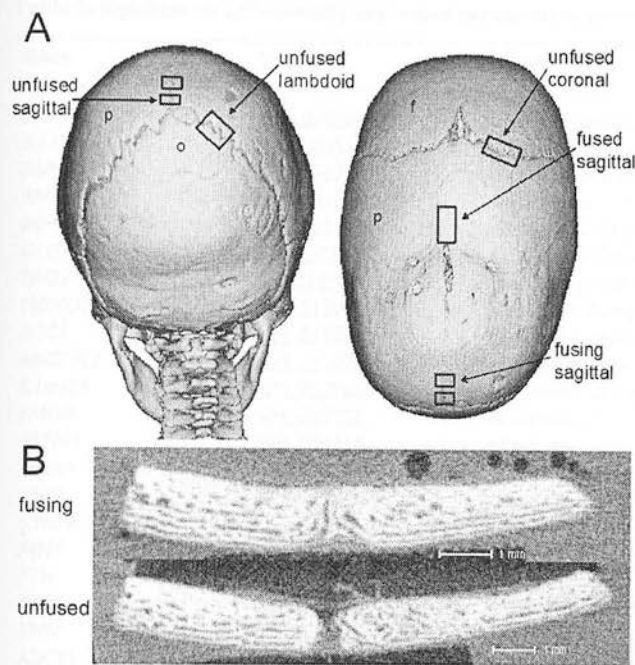 A
unfused
lambdoid
unfused
sagittal
p
o
unfused
coronal
f
fused
sagittal
p
fusing
sagittal
B
fusing
1 mm
unfused
1 mm